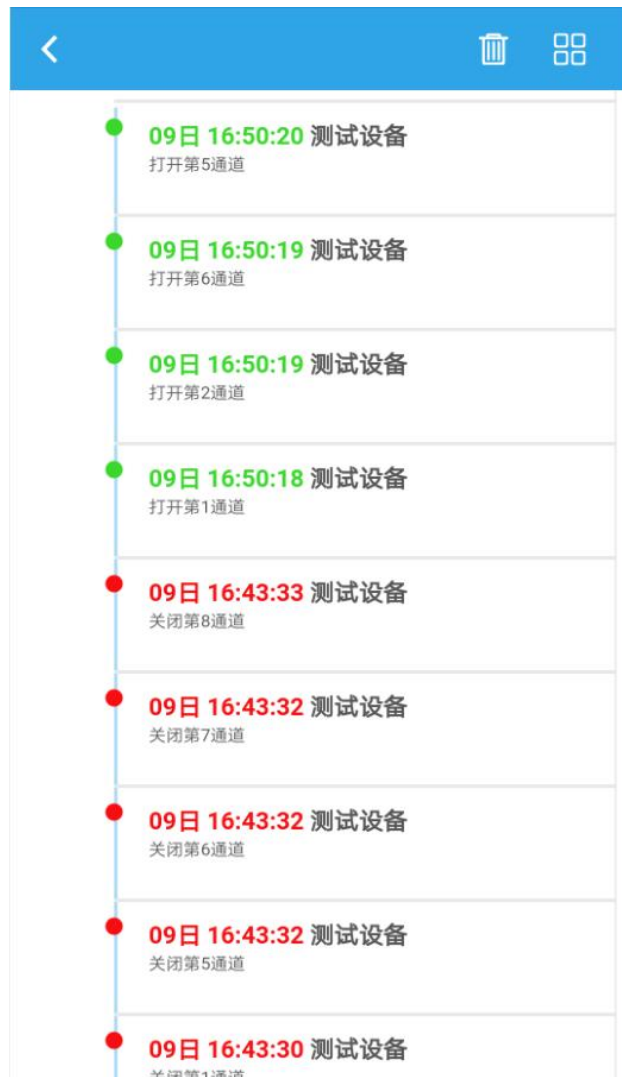 09日 16:50:20 测试设备
打开第5通道
09日 16:50:19 测试设备
打开第6通道
09日 16:50:19 测试设备
打开第2通道
09日 16:50:18 测试设备
打开第1通道
09日 16:43:33 测试设备
关闭第8通道
09日 16:43:32 测试设备
关闭第7通道
09日 16:43:32 测试设备
关闭第6通道
09日 16:43:32 测试设备
关闭第5通道
09日 16:43:30 测试设备
关闭第1通道